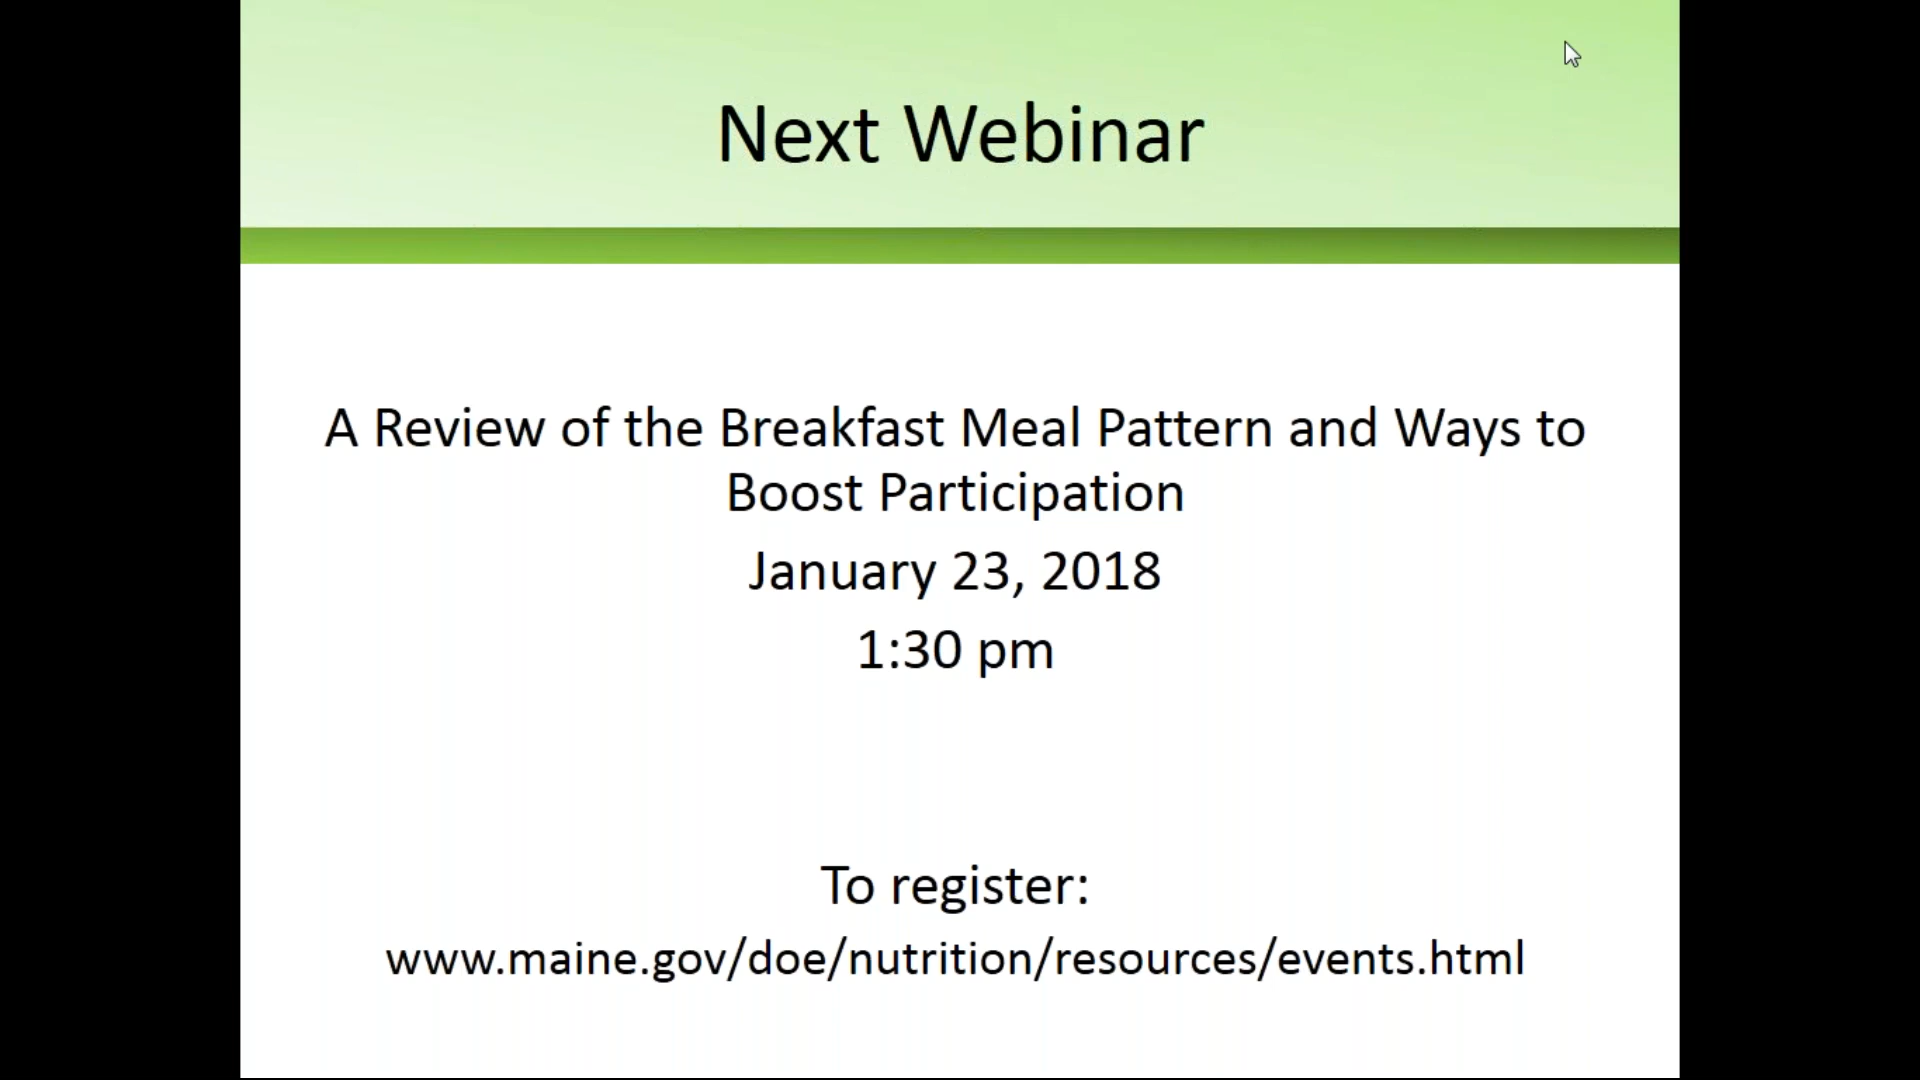 Next Webinar
A Review of the Breakfast Meal Pattern and Ways to
Boost Participation
January 23, 2018
1:30 pm
To register:
www.maine.gov/doe/nutrition/resources/events.html